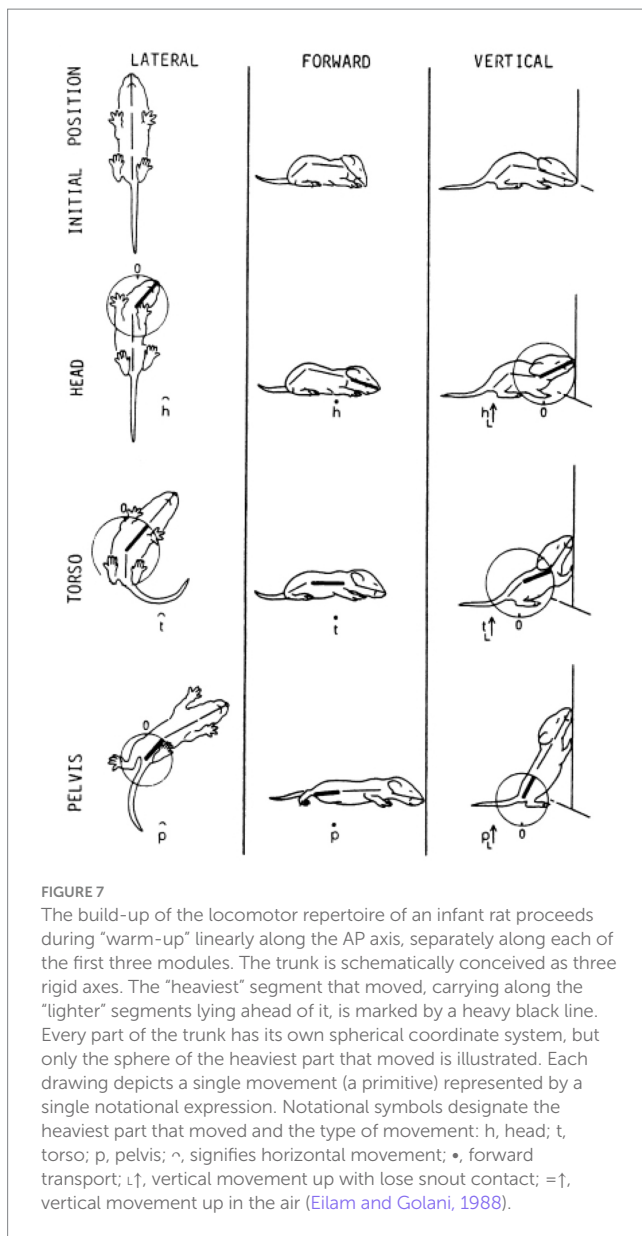 LATERAL FORWARD VERTICAL
INITIAL POSITION
HEAD
0
h
•
h
h L↑ 0
TORSO
0
t
•
t
t L↑ 0
PELVIS
0
p
•
p
p L↑ 0
FIGURE 7
The build-up of the locomotor repertoire of an infant rat proceeds
during “warm-up” linearly along the AP axis, separately along each of
the first three modules. The trunk is schematically conceived as three
rigid axes. The “heaviest” segment that moved, carrying along the
“lighter” segments lying ahead of it, is marked by a heavy black line.
Every part of the trunk has its own spherical coordinate system, but
only the sphere of the heaviest part that moved is illustrated. Each
drawing depicts a single movement (a primitive) represented by a
single notational expression. Notational symbols designate the
heaviest part that moved and the type of movement: h, head; t,
torso; p, pelvis; ⌢, signifies horizontal movement; •, forward
transport; L↑, vertical movement up with lose snout contact; =↑,
vertical movement up in the air (Eilam and Golani, 1988).